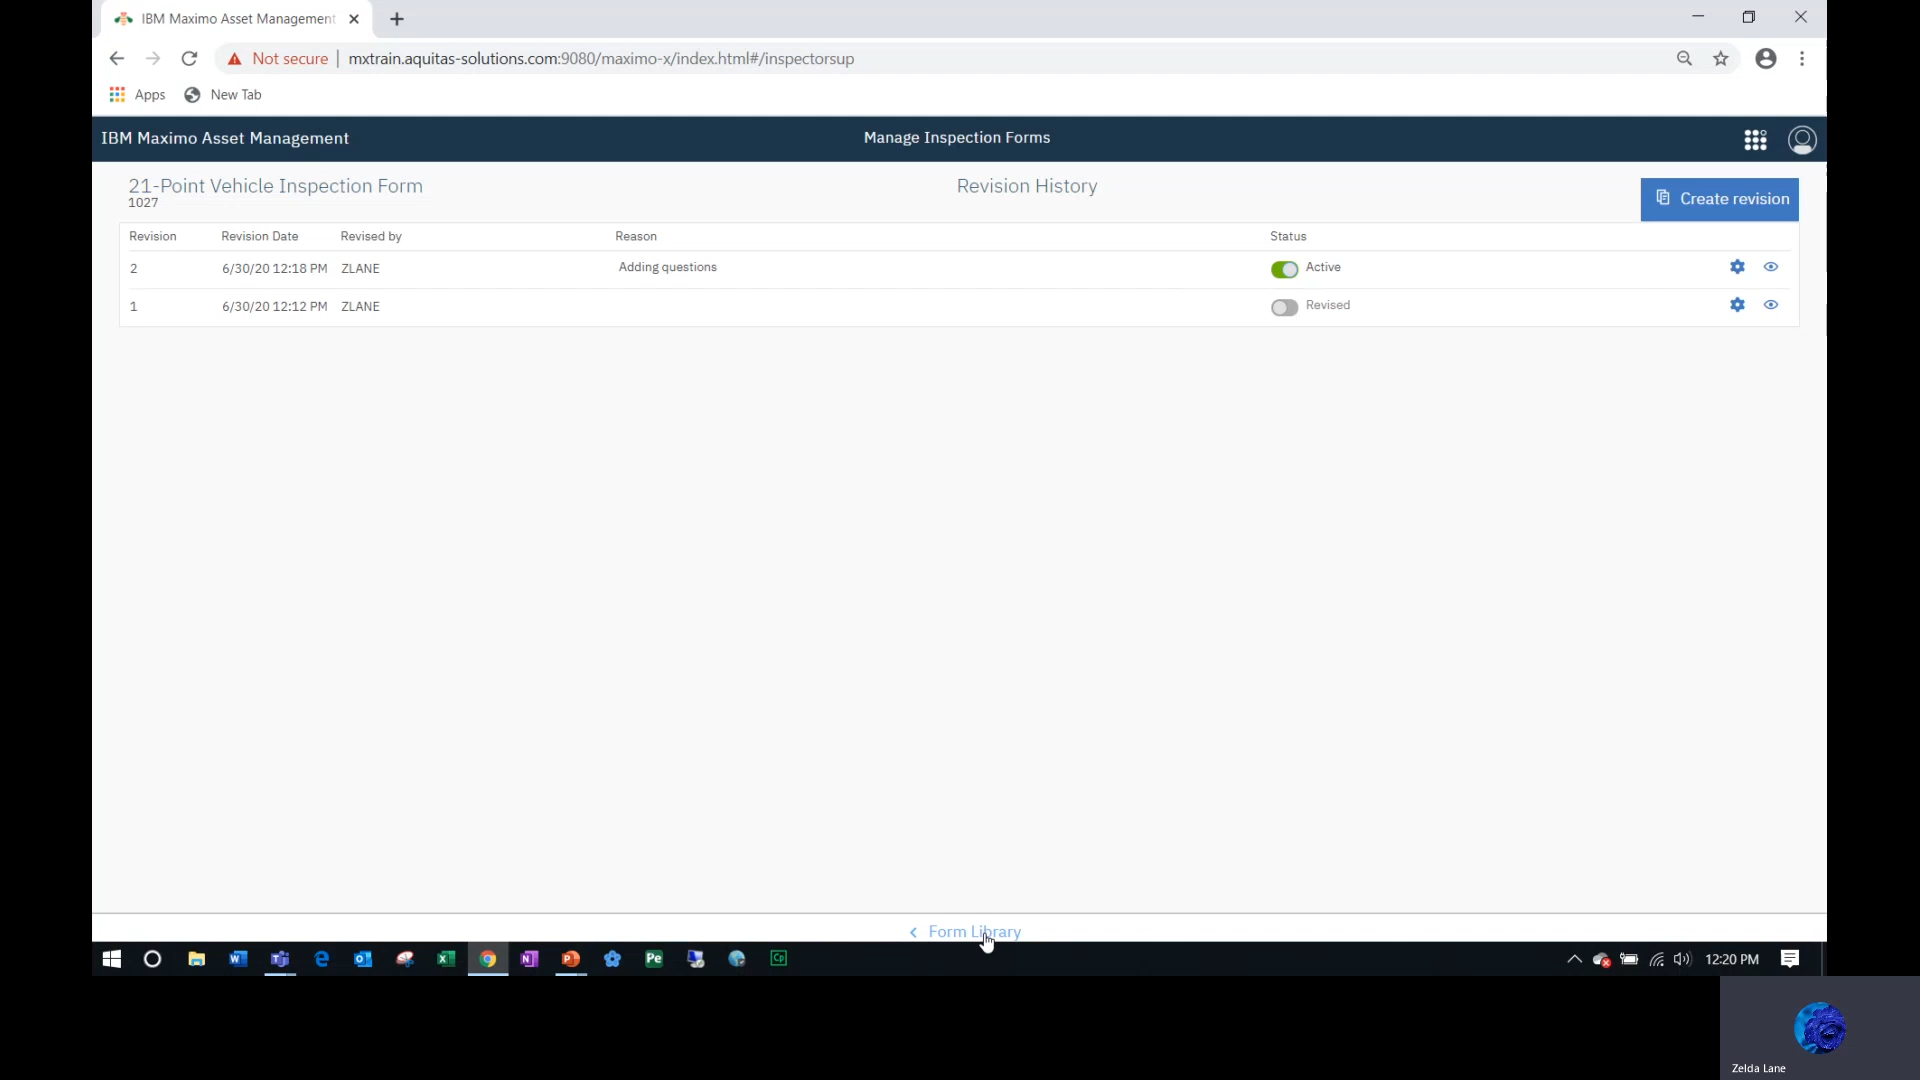 IBM Maximo Asset Management
Not secure | mxtrain.aquitas-solutions.com:9080/maximo-x/index.html#/inspectorsup
Apps New Tab
IBM Maximo Asset Management Manage Inspection Forms
21-Point Vehicle Inspection Form Revision History
1027
Create revision
Revision Revision Date Revised by Reason Status
2 6/30/20 12:18 PM ZLANE Adding questions Active
1 6/30/20 12:12 PM ZLANE Revised
< Form Library
12:20 PM
Zelda Lane